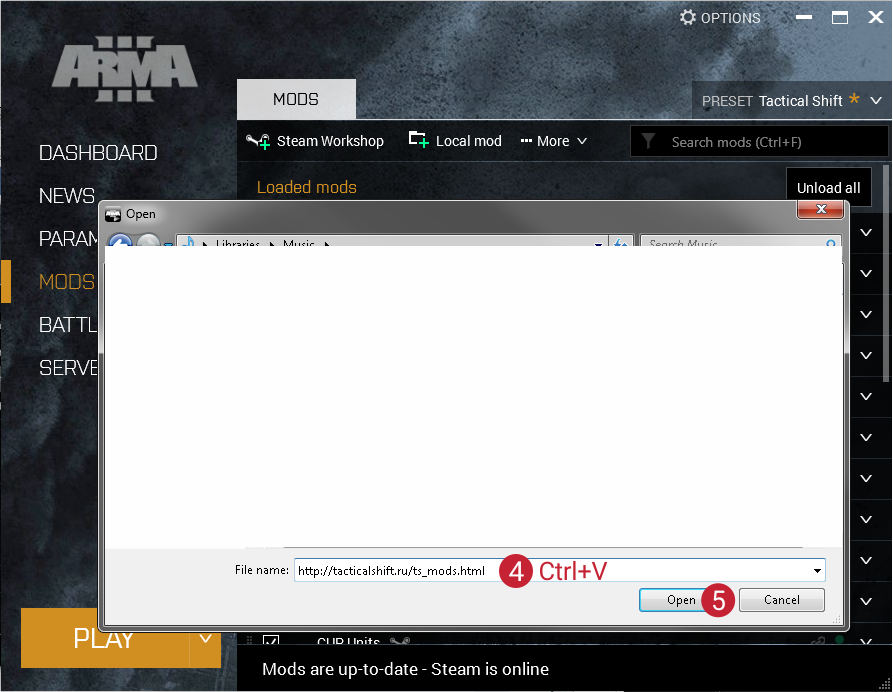 OPTIONS
ARMA III
MODS
PRESET Tactical Shift *
DASHBOARD
Steam Workshop
Local mod
··· More
Search mods (Ctrl+F)
NEWS
Loaded mods
Unload all
Open
PARAM
Libraries
Music
Search Music
MODS
BATTL
SERVE
File name: http://tacticalshift.ru/ts_mods.html
4 Ctrl+V
Open
5
Cancel
PLAY
CUP Units
Mods are up-to-date - Steam is online